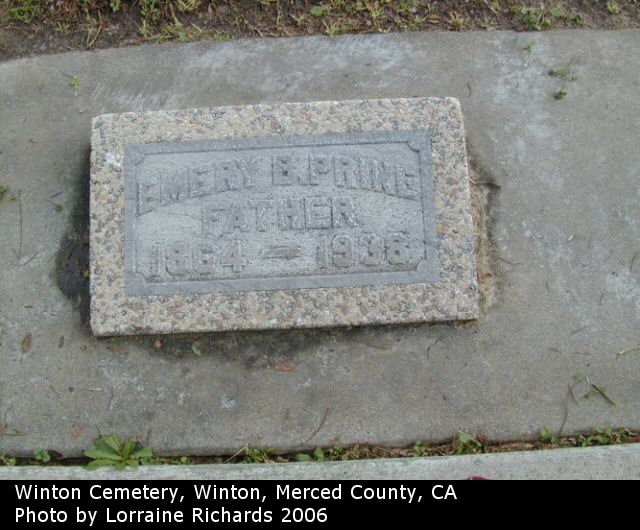 EMERY B. PRINE
FATHER
1864 — 1938
Winton Cemetery, Winton, Merced County, CA
Photo by Lorraine Richards 2006